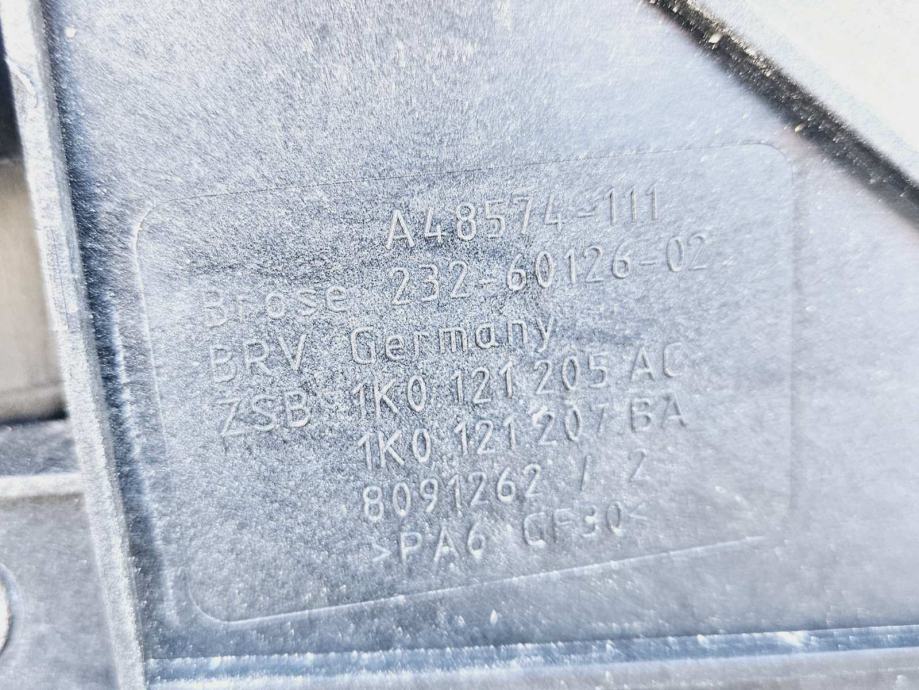 A48574-111
Brose 232-60126-02
BRV Germany
ZSB 1K0 121 205 AC
1K0 121 207 BA
8091262 / 2
>PA6 GF30<